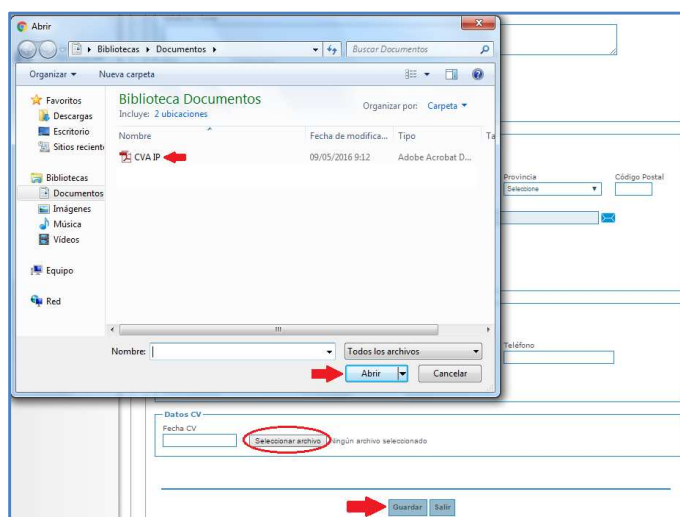 Abrir
Bibliotecas ▸ Documentos ▸
Buscar Documentos
Organizar
Nueva carpeta
Favoritos
Descargas
Escritorio
Sitios reciente
Bibliotecas
Documentos
Imágenes
Música
Vídeos
Equipo
Red
Biblioteca Documentos
Incluye: 2 ubicaciones
Organizar por: Carpeta
Nombre Fecha de modifica... Tipo Ta
CVA IP 09/05/2016 9:12 Adobe Acrobat D...
Nombre:
Todos los archivos
Abrir Cancelar
Provincia Código Postal
Seleccione
Teléfono
Datos CV
Fecha CV
Seleccionar archivo Ningún archivo seleccionado
Guardar Salir